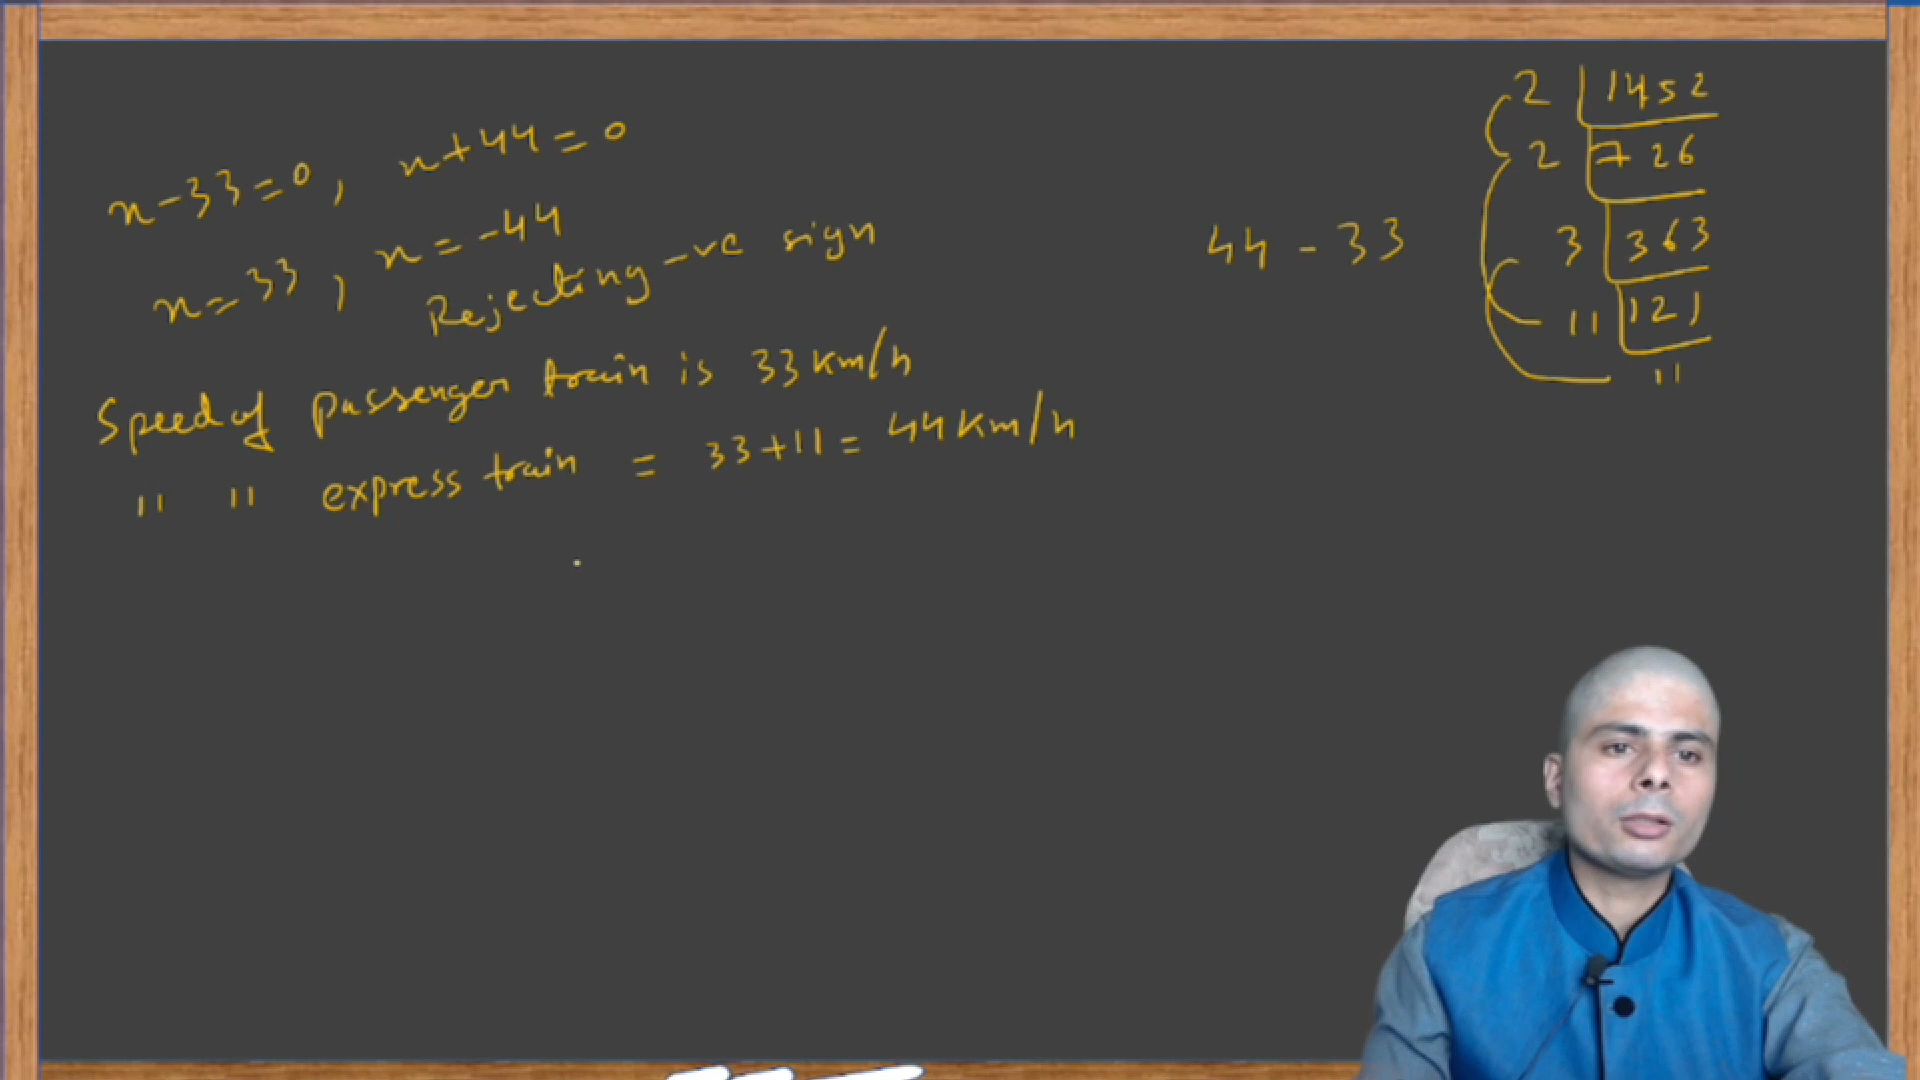 x-33=0, x+44=0
x=33, x=-44
Rejecting -ve sign
Speed of passenger train is 33 km/h
" " express train = 33+11= 44 km/h
44 - 33
2 1452
2 726
3 363
11 121
11